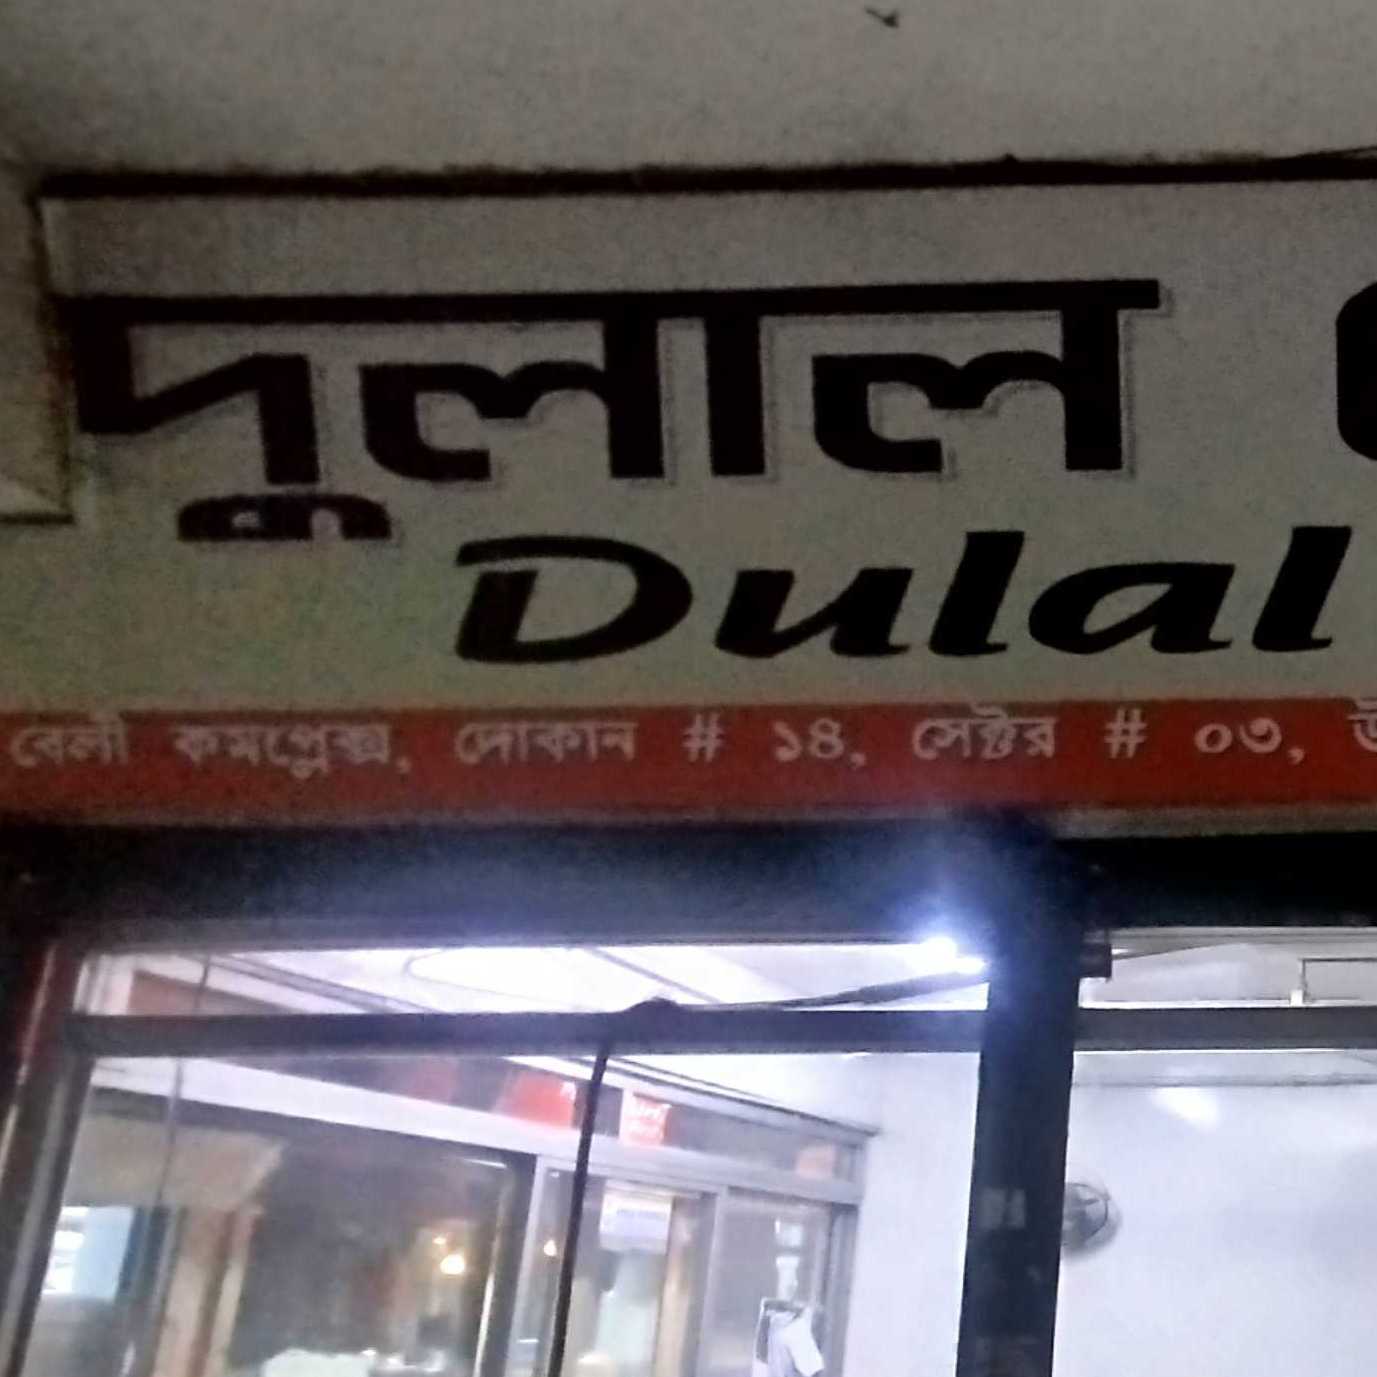 দুলাল
Dulal
বেলী কমপ্লেক্স, দোকান # ১৪, সেক্টর # ০৩,